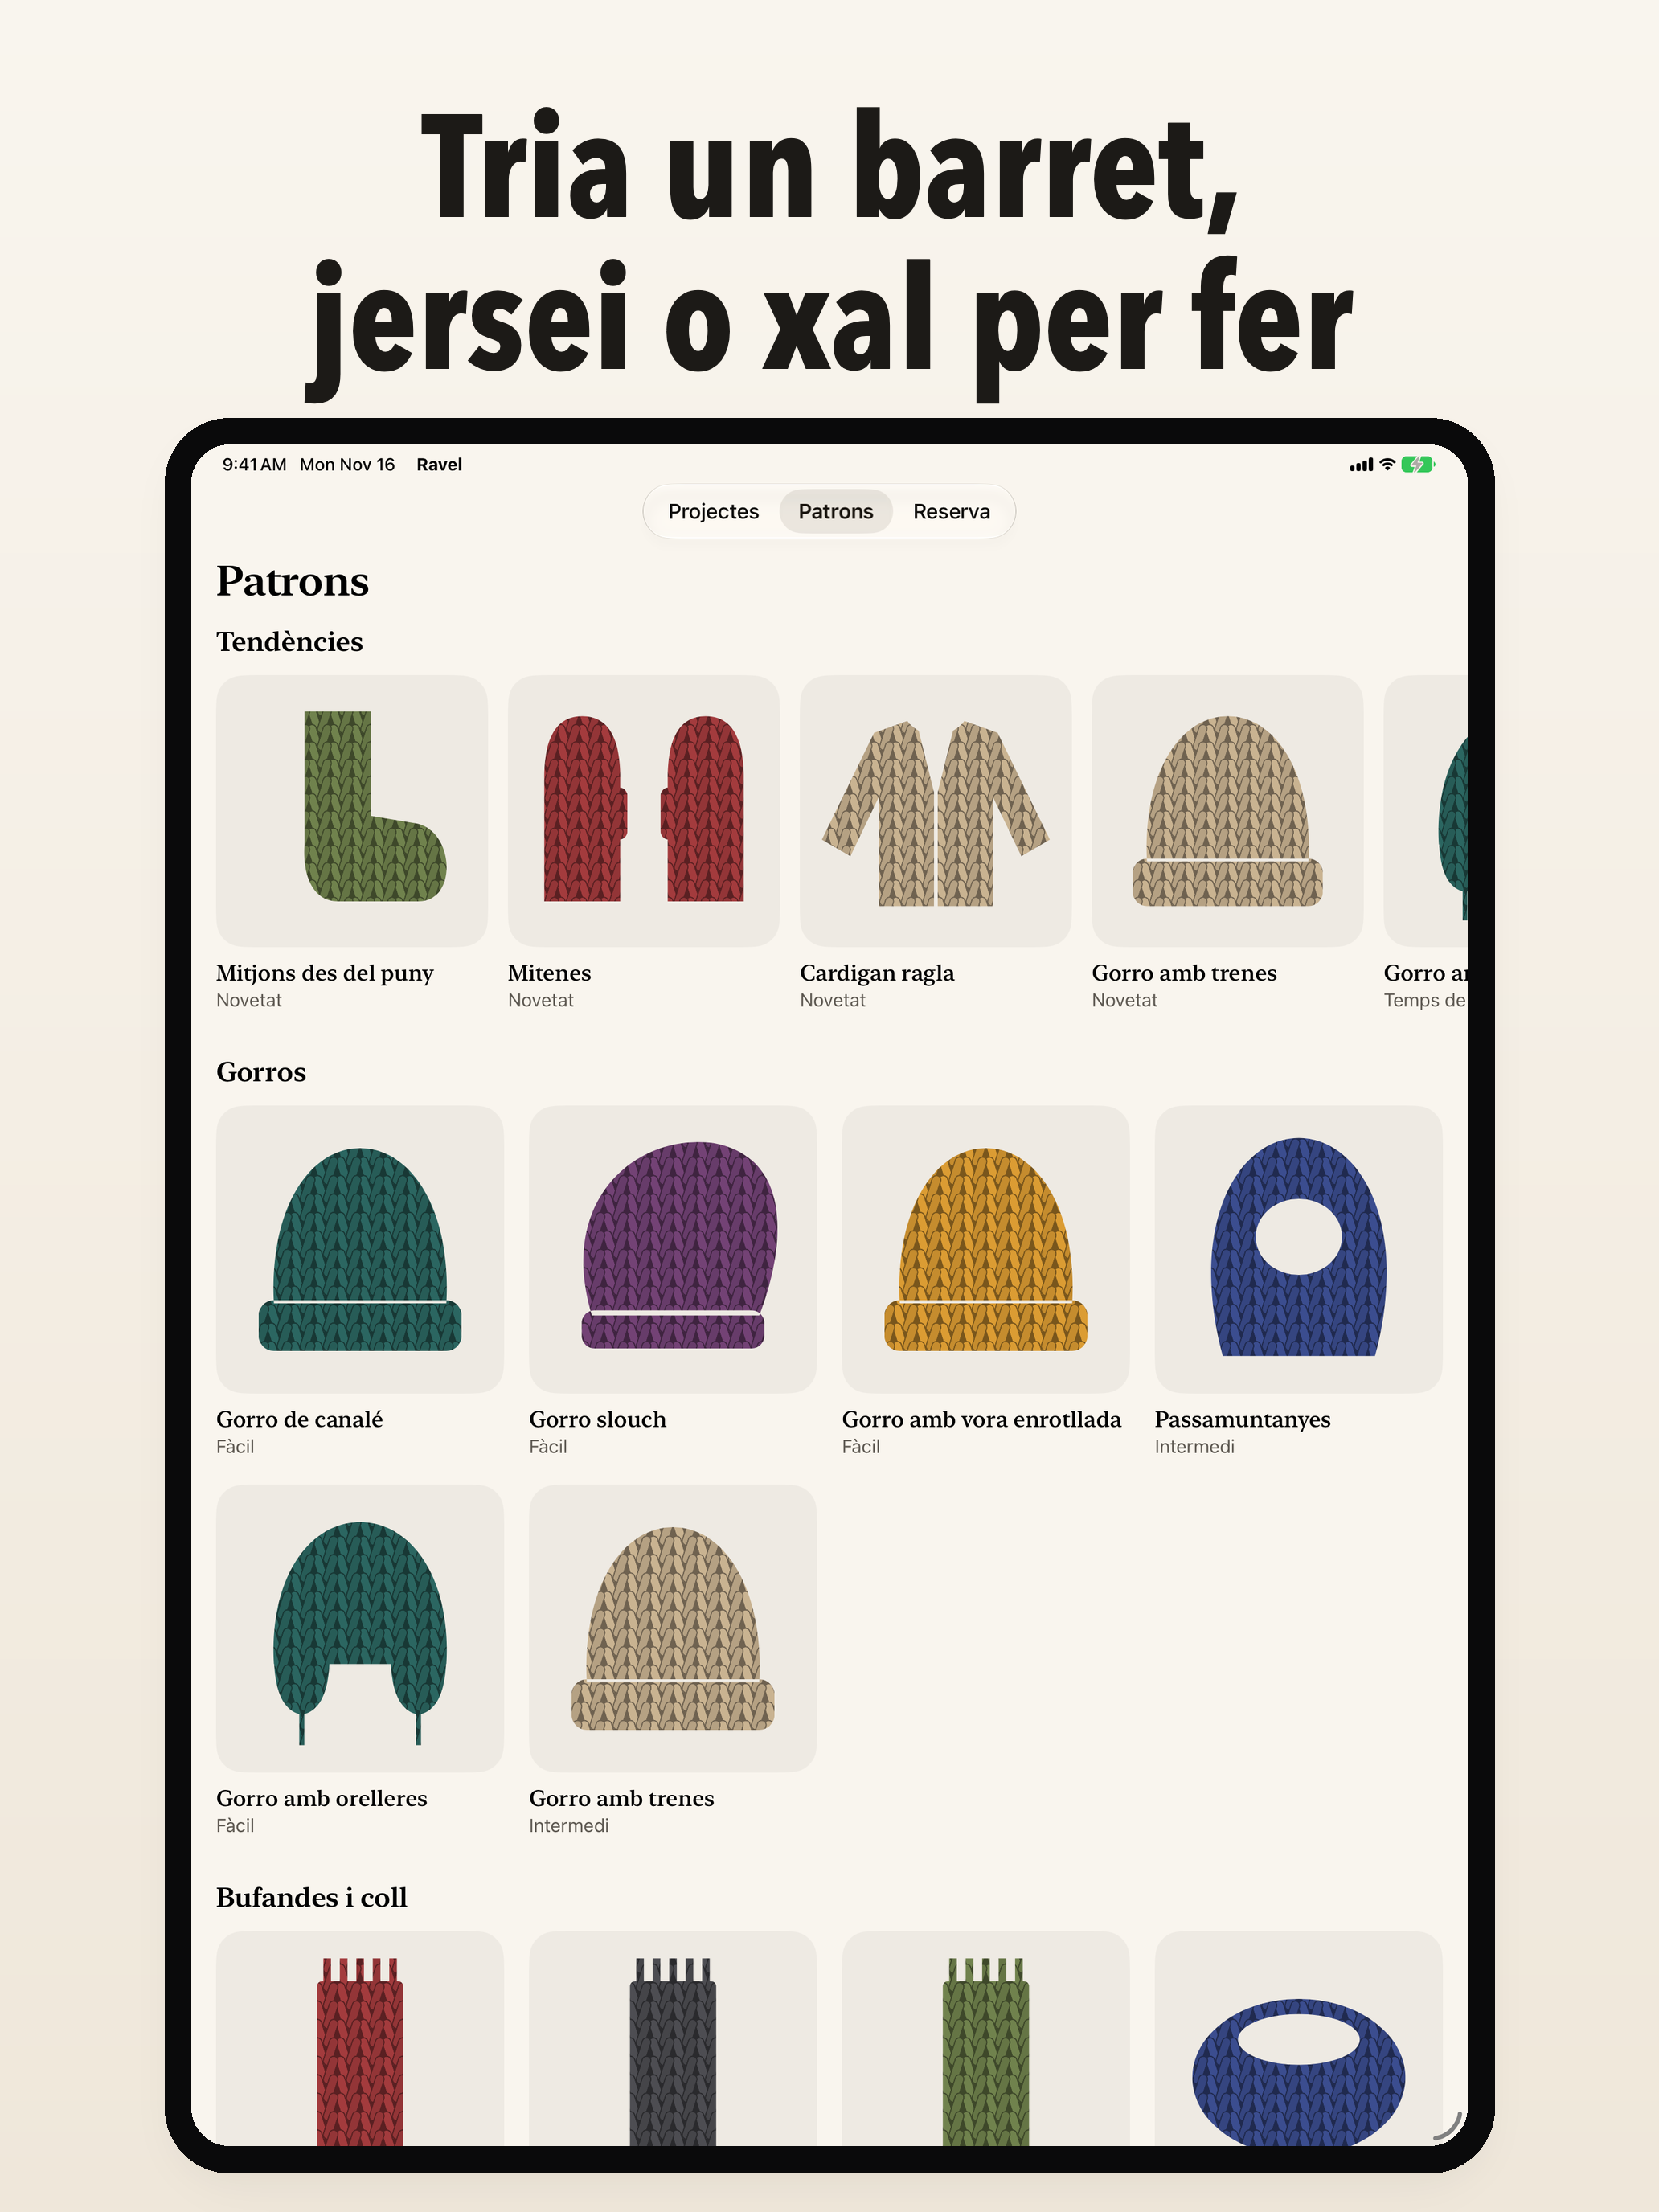 Tria un barret,
jersei o xal per fer
9:41 AM Mon Nov 16 Ravel
Projectes Patrons Reserva
Patrons
Tendències
Mitjons des del puny Mitenes Cardigan ragla Gorro amb trenes Gorro
Novetat Novetat Novetat Novetat Temps de
Gorros
Gorro de canalé Gorro slouch Gorro amb vora enrotllada Passamuntanyes
Fàcil Fàcil Fàcil Intermedi
Gorro amb orelleres Gorro amb trenes
Fàcil Intermedi
Bufandes i coll